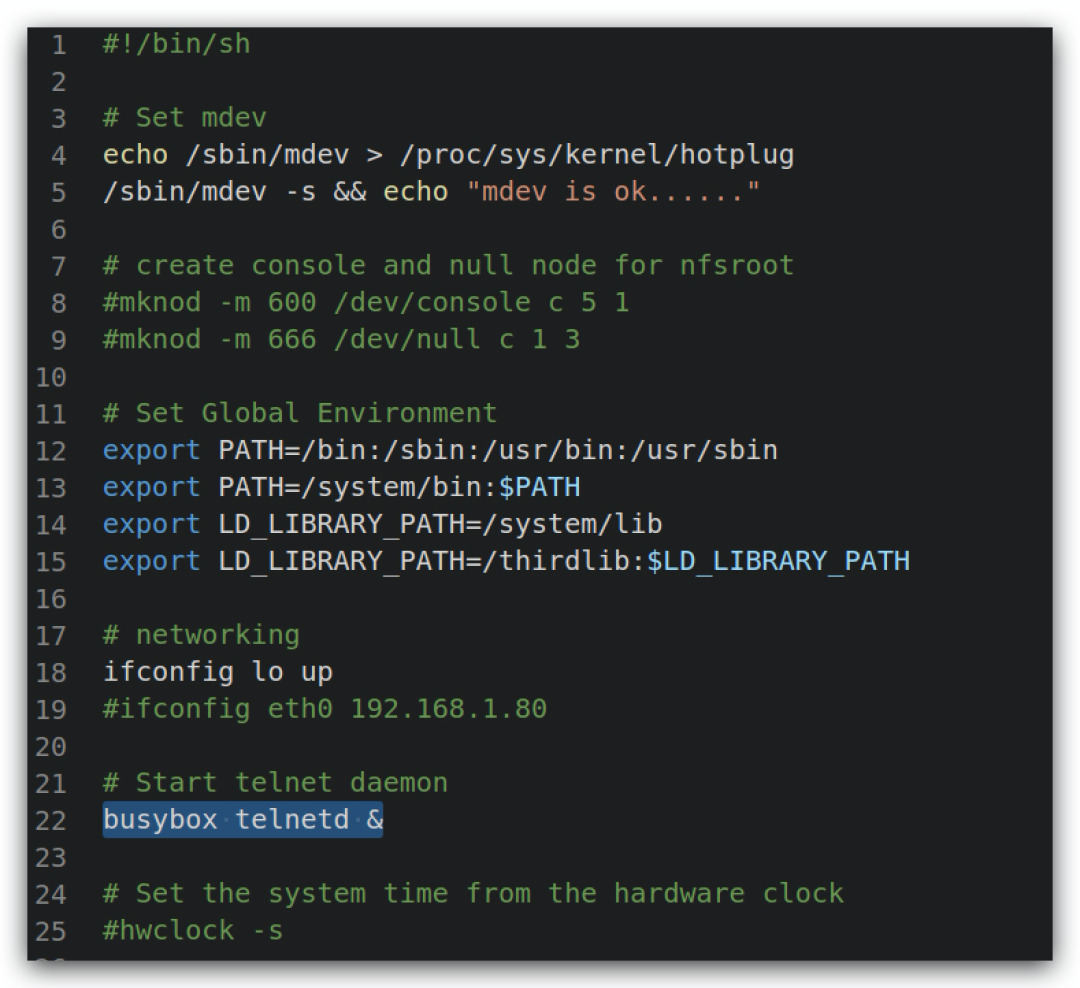 1 #!/bin/sh
2
3 # Set mdev
4 echo /sbin/mdev > /proc/sys/kernel/hotplug
5 /sbin/mdev -s && echo "mdev is ok......"
6
7 # create console and null node for nfsroot
8 #mknod -m 600 /dev/console c 5 1
9 #mknod -m 666 /dev/null c 1 3
10
11 # Set Global Environment
12 export PATH=/bin:/sbin:/usr/bin:/usr/sbin
13 export PATH=/system/bin:$PATH
14 export LD_LIBRARY_PATH=/system/lib
15 export LD_LIBRARY_PATH=/thirdlib:$LD_LIBRARY_PATH
16
17 # networking
18 ifconfig lo up
19 #ifconfig eth0 192.168.1.80
20
21 # Start telnet daemon
22 busybox telnetd &
23
24 # Set the system time from the hardware clock
25 #hwclock -s